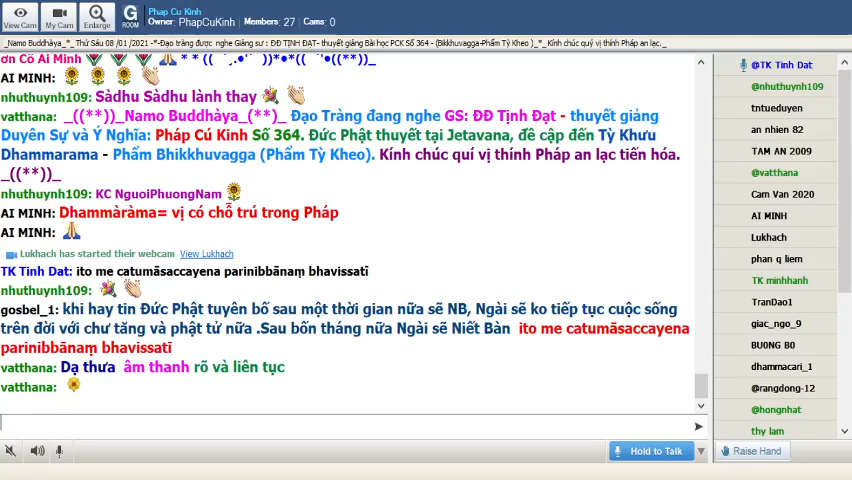 View Cam
My Cam
Enlarge
G
ROOM
Phap Cu Kinh
Owner: PhapCuKinh
Members: 27
Cams: 0
_Namo Buddhàya_*_ Thứ Sáu 08 /01 /2021 -*-Đạo tràng được nghe Giảng sư : ĐĐ TỊNH ĐẠT- thuyết giảng Bài học PCK Số 364 - (Bikkhuvagga-Phẩm Tỳ Kheo )_*_ Kính chúc quý vị thính Pháp an lạc._
ơn Cô Ai Minh
AI MINH:
nhuthuynh109: Sàdhu Sàdhu lành thay
vatthana: _((**))_Namo Buddhàya_(**)_ Đạo Tràng đang nghe GS: ĐĐ Tịnh Đạt - thuyết giảng
Duyên Sự và Ý Nghĩa: Pháp Cú Kinh Số 364. Đức Phật thuyết tại Jetavana, đề cập đến Tỳ Khưu
Dhammarama - Phẩm Bhikkhuvagga (Phẩm Tỳ Kheo). Kính chúc quí vị thính Pháp an lạc tiến hóa.
_((**))_
nhuthuynh109: KC NguoiPhuongNam
AI MINH: Dhammàràma= vị có chỗ trú trong Pháp
AI MINH:
Lukhach has started their webcam View Lukhach
TK Tinh Dat: ito me catumāsaccayena parinibbānaṃ bhavissatī
nhuthuynh109:
gosbel_1: khi hay tin Đức Phật tuyên bố sau một thời gian nữa sẽ NB, Ngài sẽ ko tiếp tục cuộc sống
trên đời với chư tăng và phật tử nữa .Sau bốn tháng nữa Ngài sẽ Niết Bàn ito me catumāsaccayena
parinibbānaṃ bhavissatī
vatthana: Dạ thưa âm thanh rõ và liên tục
vatthana:
Hold to Talk
@TK Tinh Dat
@nhuthuynh109
tntueduyen
an nhien 82
TAM AN 2009
@vatthana
Cam Van 2020
AI MINH
Lukhach
phan q liem
TK minhhanh
TranDao1
giac_ngo_9
BU0NG B0
dhammacari_1
@rangdong-12
@hongnhat
thy lam
Raise Hand